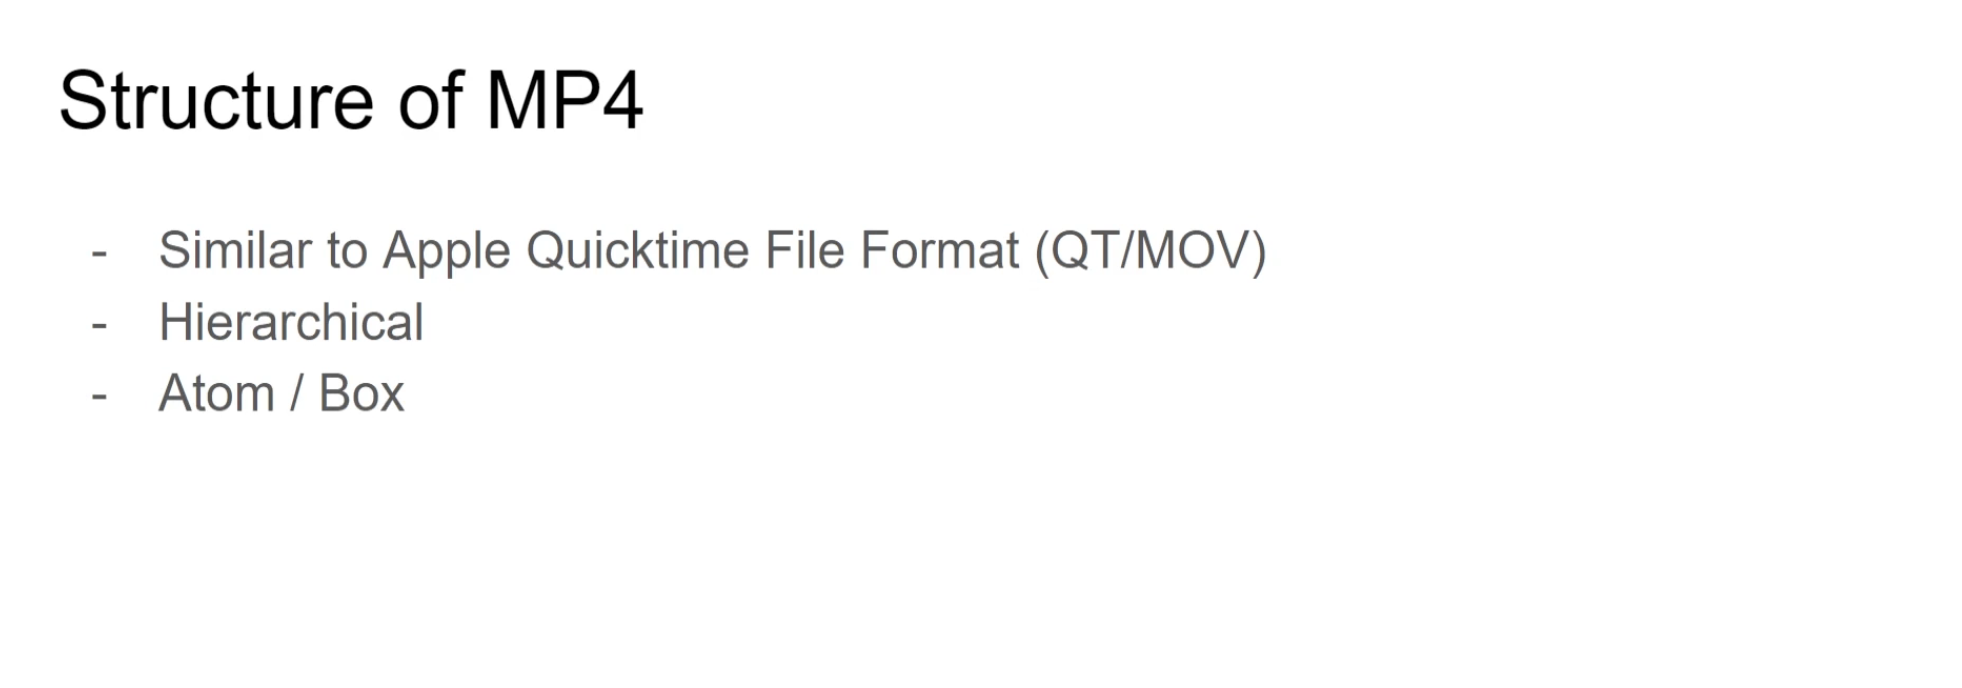 Structure of MP4
- Similar to Apple Quicktime File Format (QT/MOV)
- Hierarchical
- Atom / Box